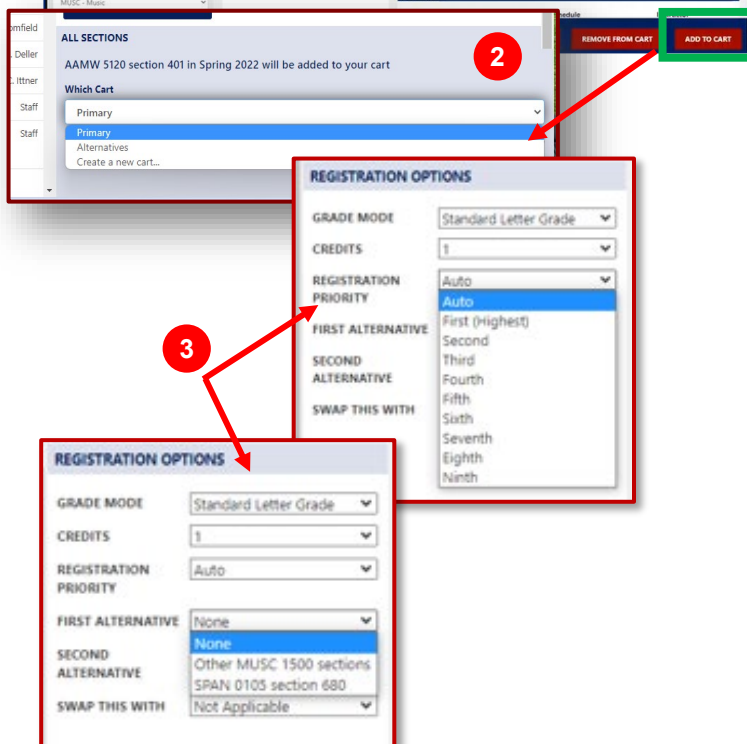 MUSC - Music
omfield
Deller
. Ittner
Staff
Staff
ALL SECTIONS
AAMW 5120 section 401 in Spring 2022 will be added to your cart
Which Cart
Primary
Primary
Alternatives
Create a new cart...
2
REMOVE FROM CART
ADD TO CART
REGISTRATION OPTIONS
GRADE MODE Standard Letter Grade
CREDITS 1
REGISTRATION PRIORITY Auto
Auto
First (Highest)
Second
Third
Fourth
Fifth
Sixth
Seventh
Eighth
Ninth
FIRST ALTERNATIVE
SECOND ALTERNATIVE
SWAP THIS WITH
3
REGISTRATION OPTIONS
GRADE MODE Standard Letter Grade
CREDITS 1
REGISTRATION PRIORITY Auto
FIRST ALTERNATIVE None
None
Other MUSC 1500 sections
SPAN 0105 section 680
SECOND ALTERNATIVE
SWAP THIS WITH Not Applicable